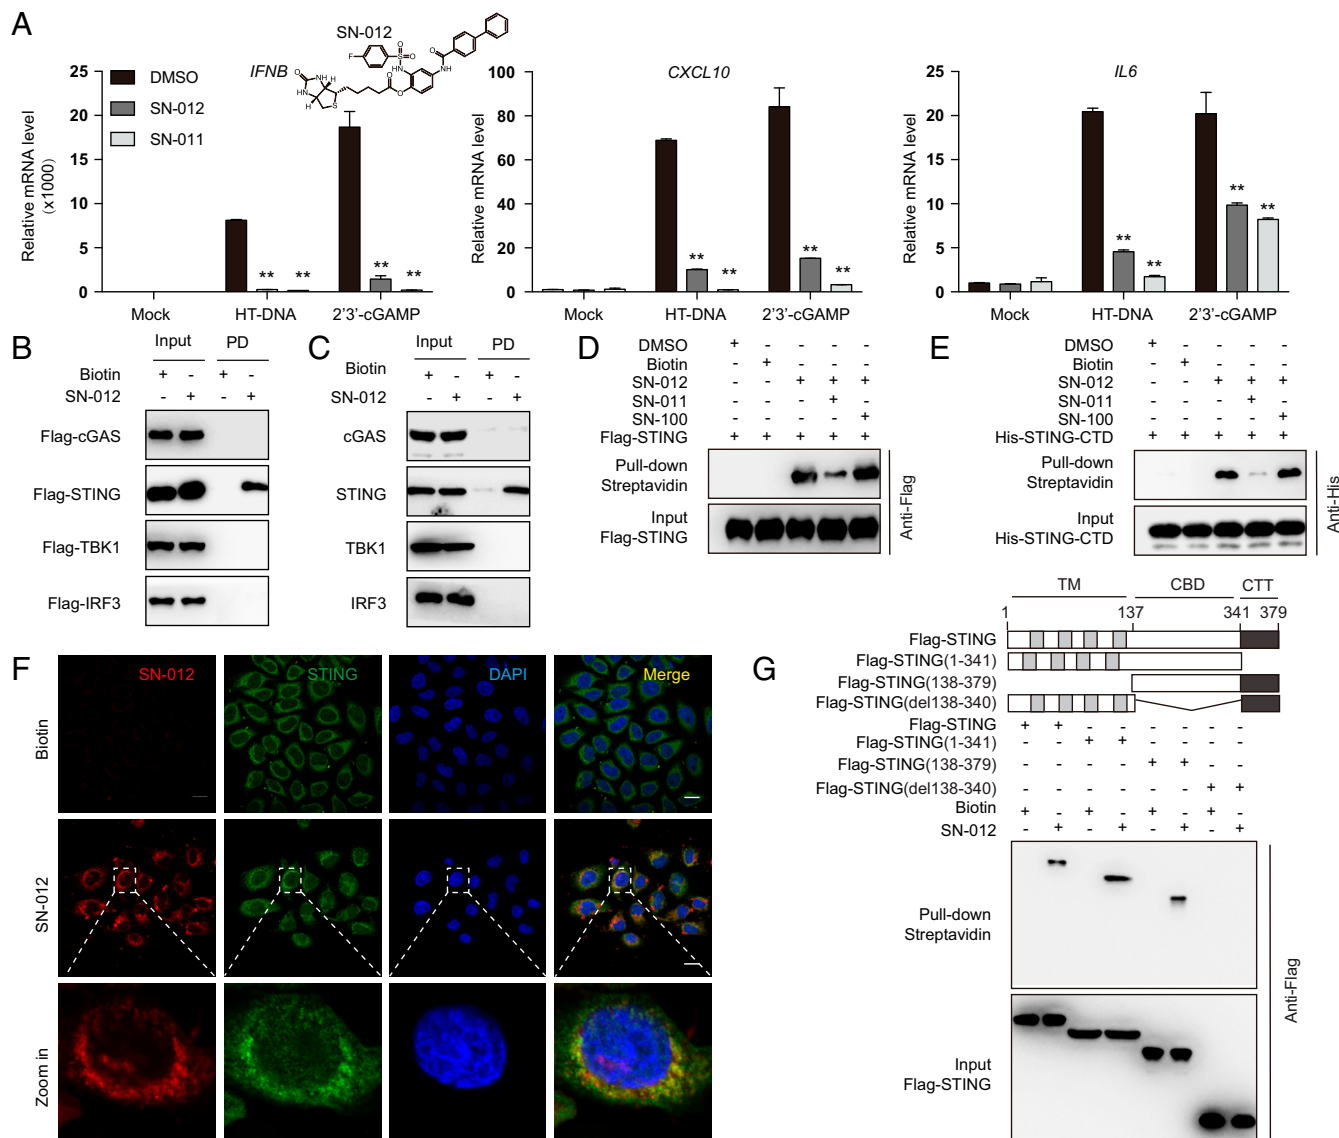 A
SN-012
IFNB
CXCL10
IL6
DMSO
SN-012
SN-011
Relative mRNA level
(x1000)
25
20
15
10
5
0
Mock
HT-DNA
2'3'-cGAMP
Relative mRNA level
100
80
60
40
20
0
Mock
HT-DNA
2'3'-cGAMP
Relative mRNA level
25
20
15
10
5
0
Mock
HT-DNA
2'3'-cGAMP
** ** ** **
** ** ** **
** ** ** **
B
Input PD
Biotin + - + -
SN-012 - + - +
Flag-cGAS
Flag-STING
Flag-TBK1
Flag-IRF3
C
Input PD
Biotin + - + -
SN-012 - + - +
cGAS
STING
TBK1
IRF3
D
DMSO + - - - -
Biotin - + - - -
SN-012 - - + + +
SN-011 - - - + -
SN-100 - - - - +
Flag-STING + + + + +
Pull-down
Streptavidin
Input
Flag-STING
Anti-Flag
E
DMSO + - - - -
Biotin - + - - -
SN-012 - - + + +
SN-011 - - - + -
SN-100 - - - - +
His-STING-CTD + + + + +
Pull-down
Streptavidin
Input
His-STING-CTD
Anti-His
F
SN-012 STING DAPI Merge
Biotin
SN-012
Zoom in
G
TM CBD CTT
1 137 341 379
Flag-STING
Flag-STING(1-341)
Flag-STING(138-379)
Flag-STING(del138-340)
Flag-STING + + - - - - - -
Flag-STING(1-341) - - + + - - - -
Flag-STING(138-379) - - - - + + - -
Flag-STING(del138-340) - - - - - - + +
Biotin + - + - + - + -
SN-012 - + - + - + - +
Pull-down
Streptavidin
Input
Flag-STING
Anti-Flag